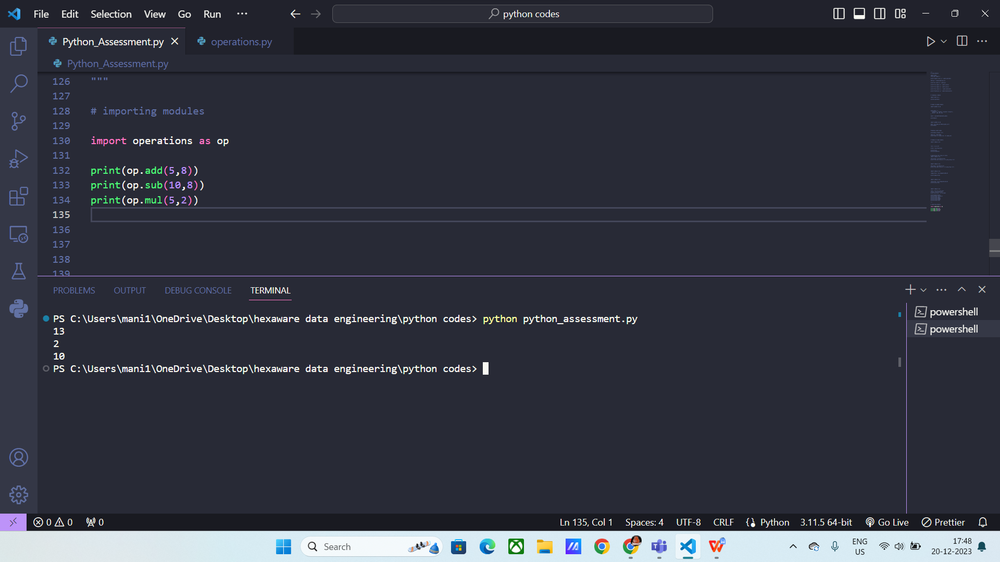 File Edit Selection View Go Run ···
python codes
Python_Assessment.py
operations.py
Python_Assessment.py
126 """
127
128 # importing modules
129
130 import operations as op
131
132 print(op.add(5,8))
133 print(op.sub(10,8))
134 print(op.mul(5,2))
135
136
137
138
139
PROBLEMS OUTPUT DEBUG CONSOLE TERMINAL
PS C:\Users\mani1\OneDrive\Desktop\hexaware data engineering\python codes> python python_assessment.py
13
2
10
PS C:\Users\mani1\OneDrive\Desktop\hexaware data engineering\python codes>
powershell
powershell
0 0 0
Ln 135, Col 1 Spaces: 4 UTF-8 CRLF Python 3.11.5 64-bit Go Live Prettier
Search
ENG
US
17:48
20-12-2023